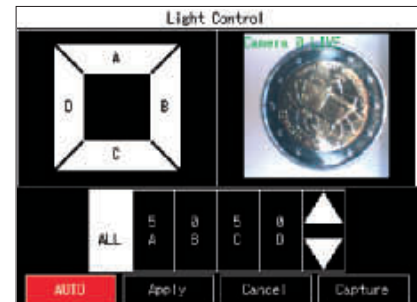 Light Control
Camera 0 LIVE
A
D
B
C
ALL
5 0 5 0
A B C D
AUTO Apply Cancel Capture